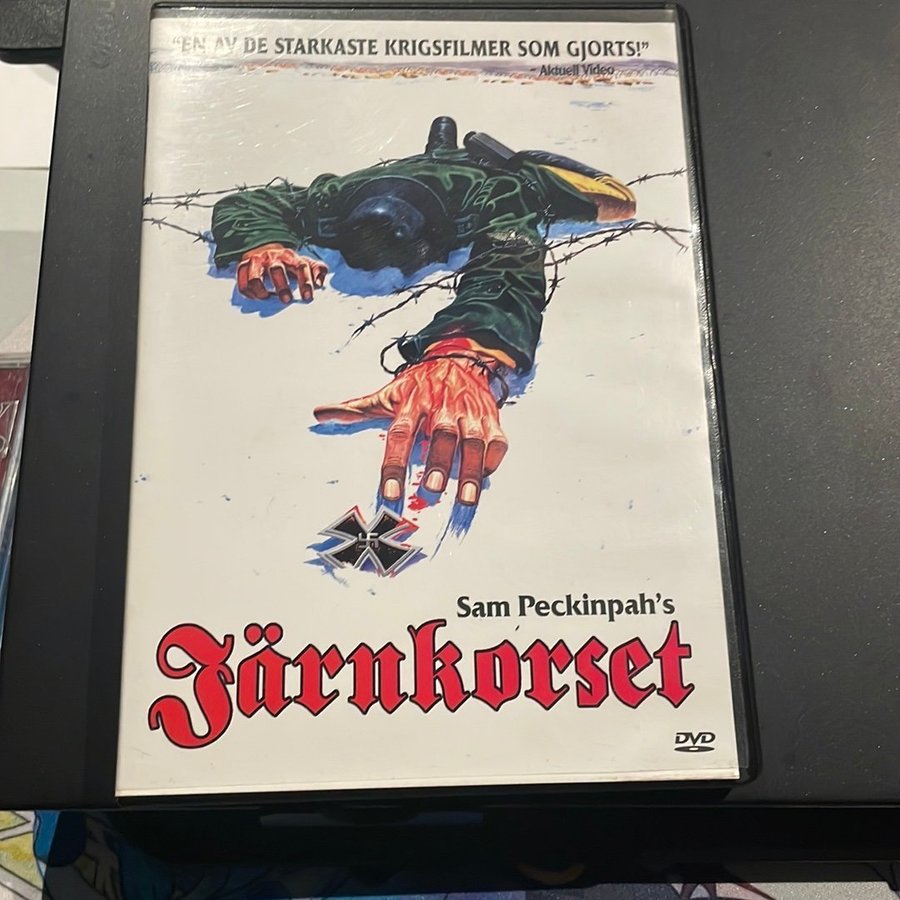 "EN AV DE STARKASTE KRIGSFILMER SOM GJORTS!"
- Aktuell Video
Sam Peckinpah's
Järnkorset
DVD